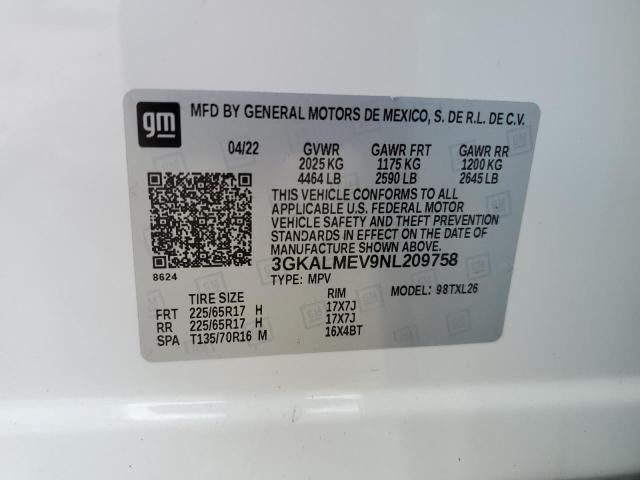 gm
MFD BY GENERAL MOTORS DE MEXICO, S. DE R.L. DE C.V.
04/22 GVWR GAWR FRT GAWR RR
2025 KG 1175 KG 1200 KG
4464 LB 2590 LB 2645 LB
THIS VEHICLE CONFORMS TO ALL
APPLICABLE U.S. FEDERAL MOTOR
VEHICLE SAFETY AND THEFT PREVENTION
STANDARDS IN EFFECT ON THE DATE OF
MANUFACTURE SHOWN ABOVE.
8624
3GKALMEV9NL209758
TYPE: MPV MODEL: 98TXL26
TIRE SIZE RIM
FRT 225/65R17 H 17X7J
RR 225/65R17 H 17X7J
SPA T135/70R16 M 16X4BT